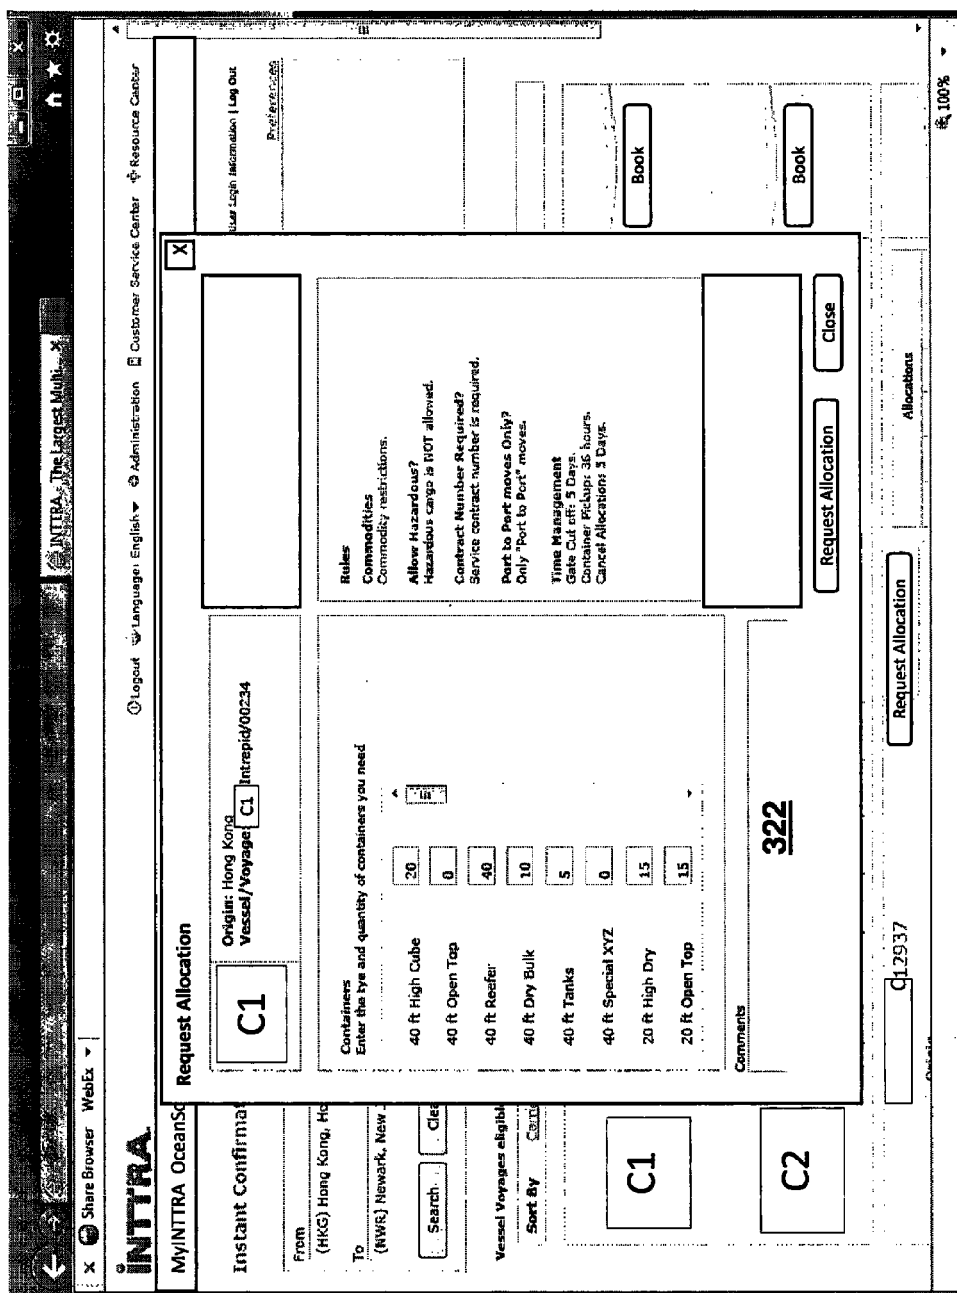 INTTRA - The Largest Multi...
Share Browser WebEx
INTTRA
Logout Language: English Administration Customer Service Center Resource Center
MyINTTRA OceanSc
User Login Information | Log Out
Instant Confirma
Preferences
From
(HKG) Hong Kong, Ho
To
(NWR) Newark, New
Search Clea
Vessel Voyages eligibl
Sort By
C1
Book
C2
Book
Request Allocation
X
C1
Origin: Hong Kong
Vessel/Voyage: C1 Intrepid/00234
Containers
Enter the tye and quantity of containers you need
40 ft High Cube 20
40 ft Open Top 0
40 ft Reefer 40
40 ft Dry Bulk 10
40 ft Tanks 5
40 ft Special XYZ 0
20 ft High Dry 15
20 ft Open Top 15
Rules
Commodities
Commodity restrictions.
Allow Hazardous?
Hazardous cargo is NOT allowed.
Contract Number Required?
Service contract number is required.
Port to Port moves Only?
Only "Port to Port" moves.
Time Management
Gate Cut off: 5 Days.
Container Pickup: 36 hours.
Cancel Allocations 5 Days.
Comments
322
Request Allocation Close
C12937
Request Allocation
Allocations
100%